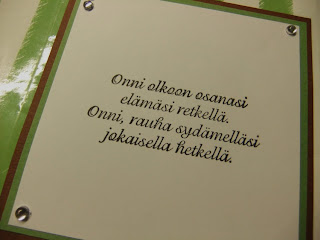 Onni olkoon osanasi
elämäsi retkellä.
Onni, rauha sydämelläsi
jokaisella hetkellä.